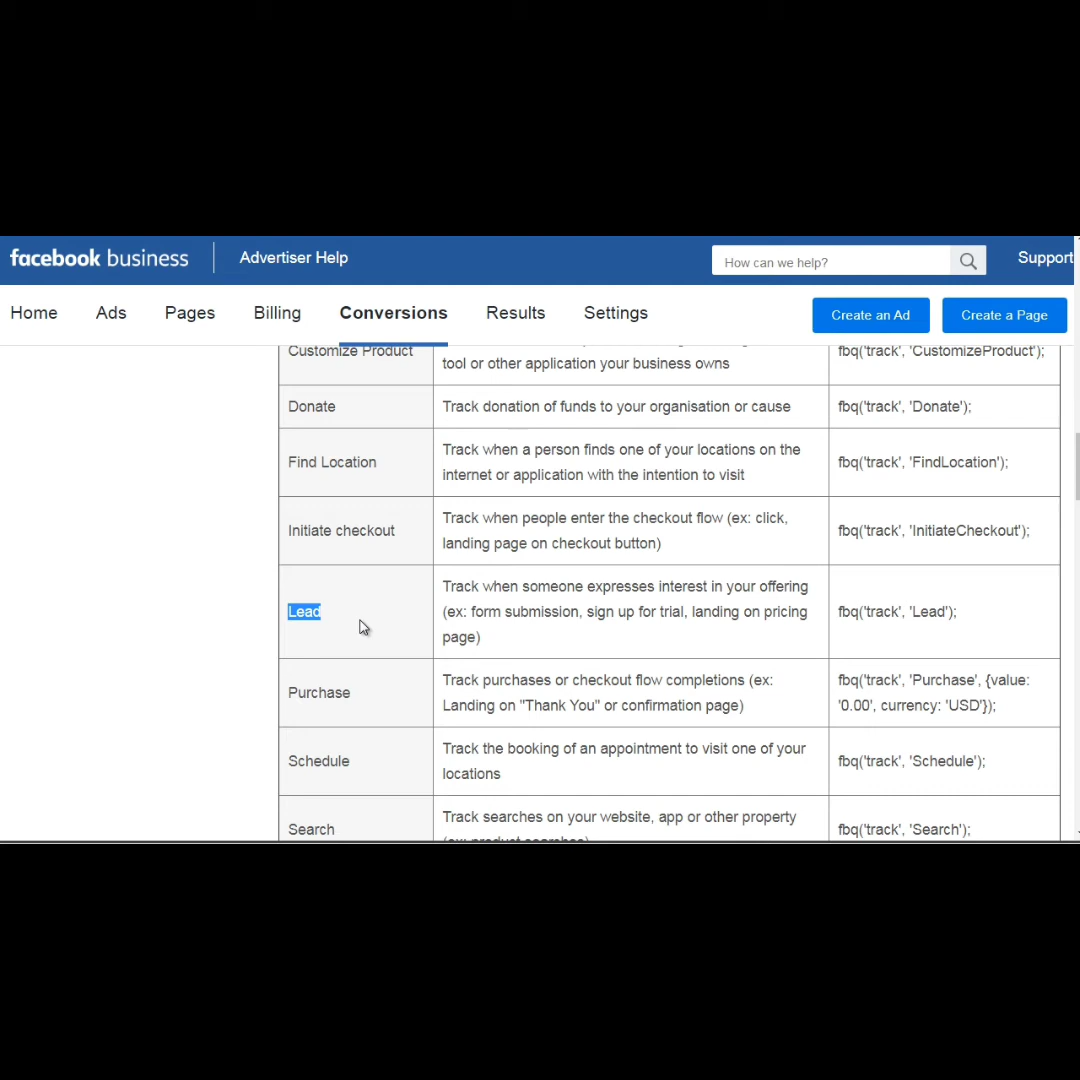 facebook business
Advertiser Help
How can we help?
Support
Home
Ads
Pages
Billing
Conversions
Results
Settings
Create an Ad
Create a Page
Customize Product
tool or other application your business owns
fbq('track', 'CustomizeProduct');
Donate
Track donation of funds to your organisation or cause
fbq('track', 'Donate');
Find Location
Track when a person finds one of your locations on the
internet or application with the intention to visit
fbq('track', 'FindLocation');
Initiate checkout
Track when people enter the checkout flow (ex: click,
landing page on checkout button)
fbq('track', 'InitiateCheckout');
Lead
Track when someone expresses interest in your offering
(ex: form submission, sign up for trial, landing on pricing
page)
fbq('track', 'Lead');
Purchase
Track purchases or checkout flow completions (ex:
Landing on "Thank You" or confirmation page)
fbq('track', 'Purchase', {value:
'0.00', currency: 'USD'});
Schedule
Track the booking of an appointment to visit one of your
locations
fbq('track', 'Schedule');
Search
Track searches on your website, app or other property
(ex: product searches)
fbq('track', 'Search');